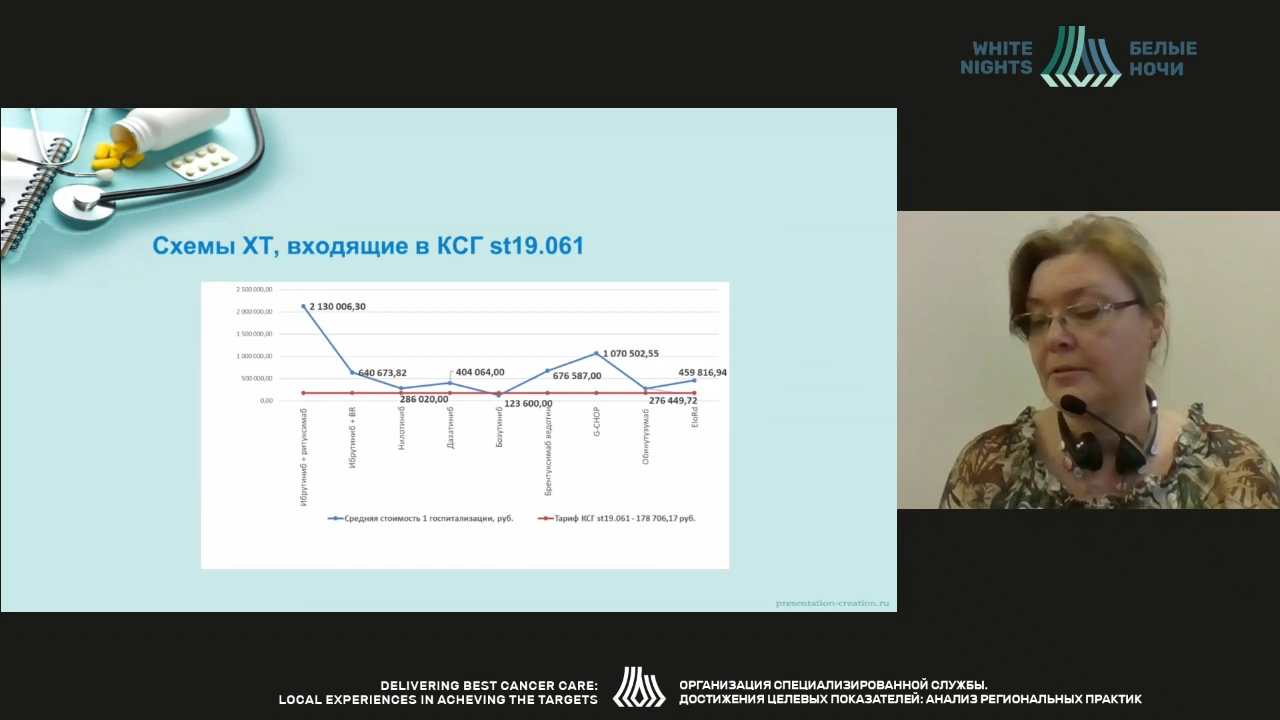 WHITE
NIGHTS
БЕЛЫЕ
НОЧИ
Схемы ХТ, входящие в КСГ st19.061
2 500 000,00
2 000 000,00
1 500 000,00
1 000 000,00
500 000,00
0,00
2 130 006,30
640 673,82
286 020,00
404 064,00
123 600,00
676 587,00
1 070 502,55
276 449,72
459 816,94
Ибрутиниб + ритуксимаб
Ибрутиниб + BR
Нилотиниб
Дазатиниб
Бозутиниб
Брентуксимаб ведотин
G-CHOP
Обинутузумаб
EloRd
Средняя стоимость 1 госпитализации, руб.
Тариф КСГ st19.061 - 178 706,17 руб.
presentation-creation.ru
DELIVERING BEST CANCER CARE:
LOCAL EXPERIENCES IN ACHEVING THE TARGETS
ОРГАНИЗАЦИЯ СПЕЦИАЛИЗИРОВАННОЙ СЛУЖБЫ.
ДОСТИЖЕНИЯ ЦЕЛЕВЫХ ПОКАЗАТЕЛЕЙ: АНАЛИЗ РЕГИОНАЛЬНЫХ ПРАКТИК